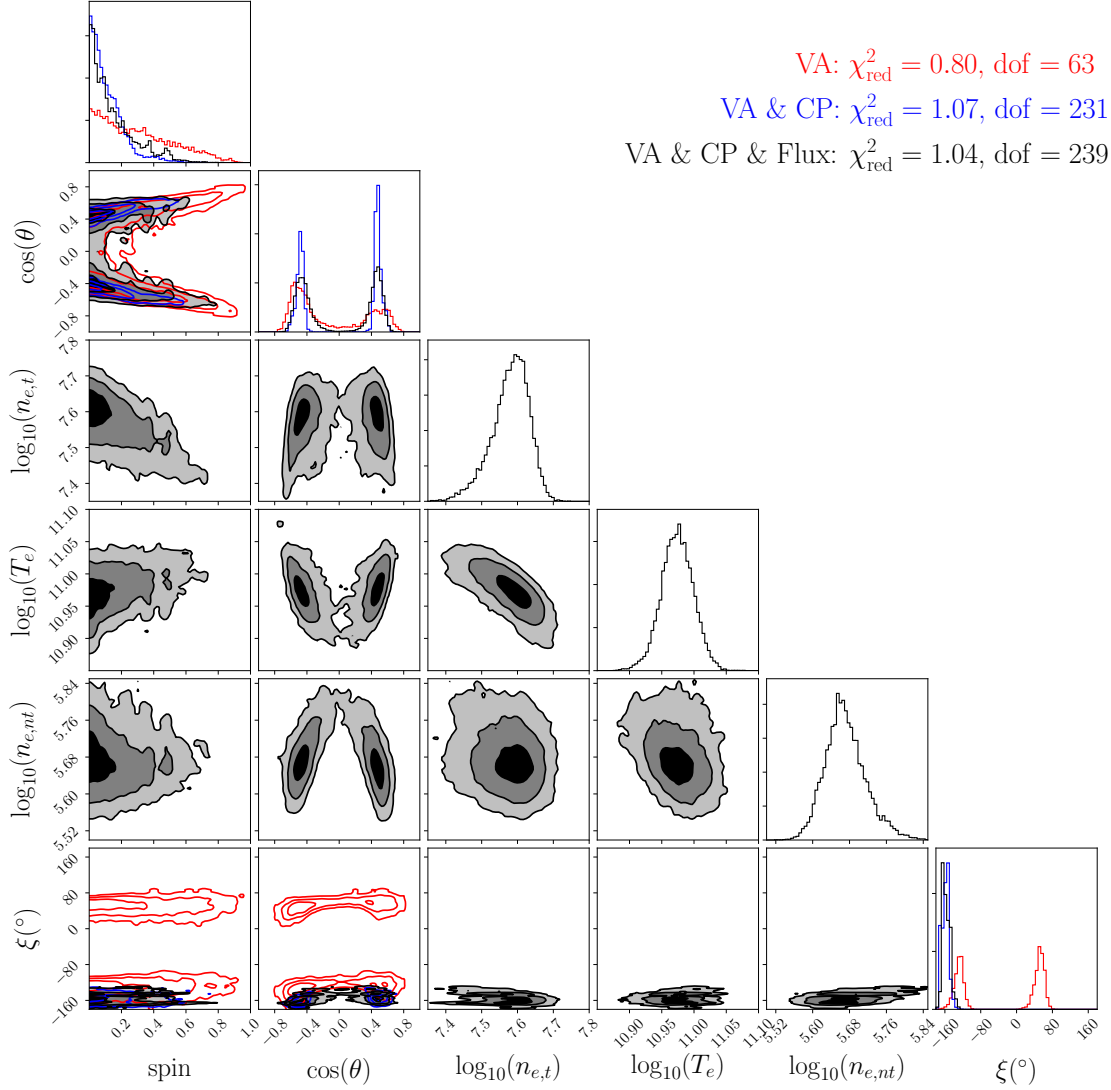 VA: χ²_red = 0.80, dof = 63
VA & CP: χ²_red = 1.07, dof = 231
VA & CP & Flux: χ²_red = 1.04, dof = 239
cos(θ)
0.8
0.4
0.0
−0.4
−0.8
log₁₀(n_{e,t})
7.8
7.7
7.6
7.5
7.4
log₁₀(T_e)
11.10
11.05
11.00
10.95
10.90
log₁₀(n_{e,nt})
5.84
5.76
5.68
5.60
5.52
ξ(°)
160
80
0
−80
−160
0.2 0.4 0.6 0.8 1.0
−0.8 −0.4 0.0 0.4 0.8
7.4 7.5 7.6 7.7 7.8
10.90 10.95 11.00 11.05 11.10
5.52 5.60 5.68 5.76 5.84
−160 −80 0 80 160
spin cos(θ) log₁₀(n_{e,t}) log₁₀(T_e) log₁₀(n_{e,nt}) ξ(°)